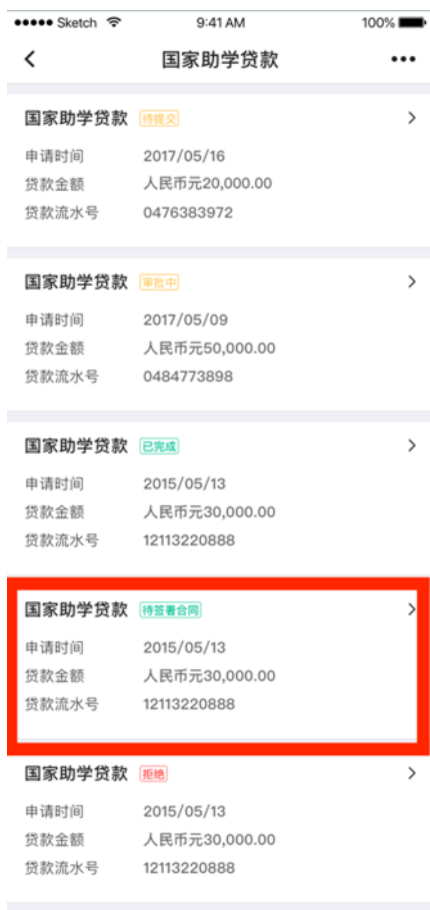 ●●●●● Sketch 9:41 AM 100%
国家助学贷款
国家助学贷款 待提交
申请时间 2017/05/16
贷款金额 人民币元20,000.00
贷款流水号 0476383972
国家助学贷款 审批中
申请时间 2017/05/09
贷款金额 人民币元50,000.00
贷款流水号 0484773898
国家助学贷款 已完成
申请时间 2015/05/13
贷款金额 人民币元30,000.00
贷款流水号 12113220888
国家助学贷款 待签署合同
申请时间 2015/05/13
贷款金额 人民币元30,000.00
贷款流水号 12113220888
国家助学贷款 拒绝
申请时间 2015/05/13
贷款金额 人民币元30,000.00
贷款流水号 12113220888